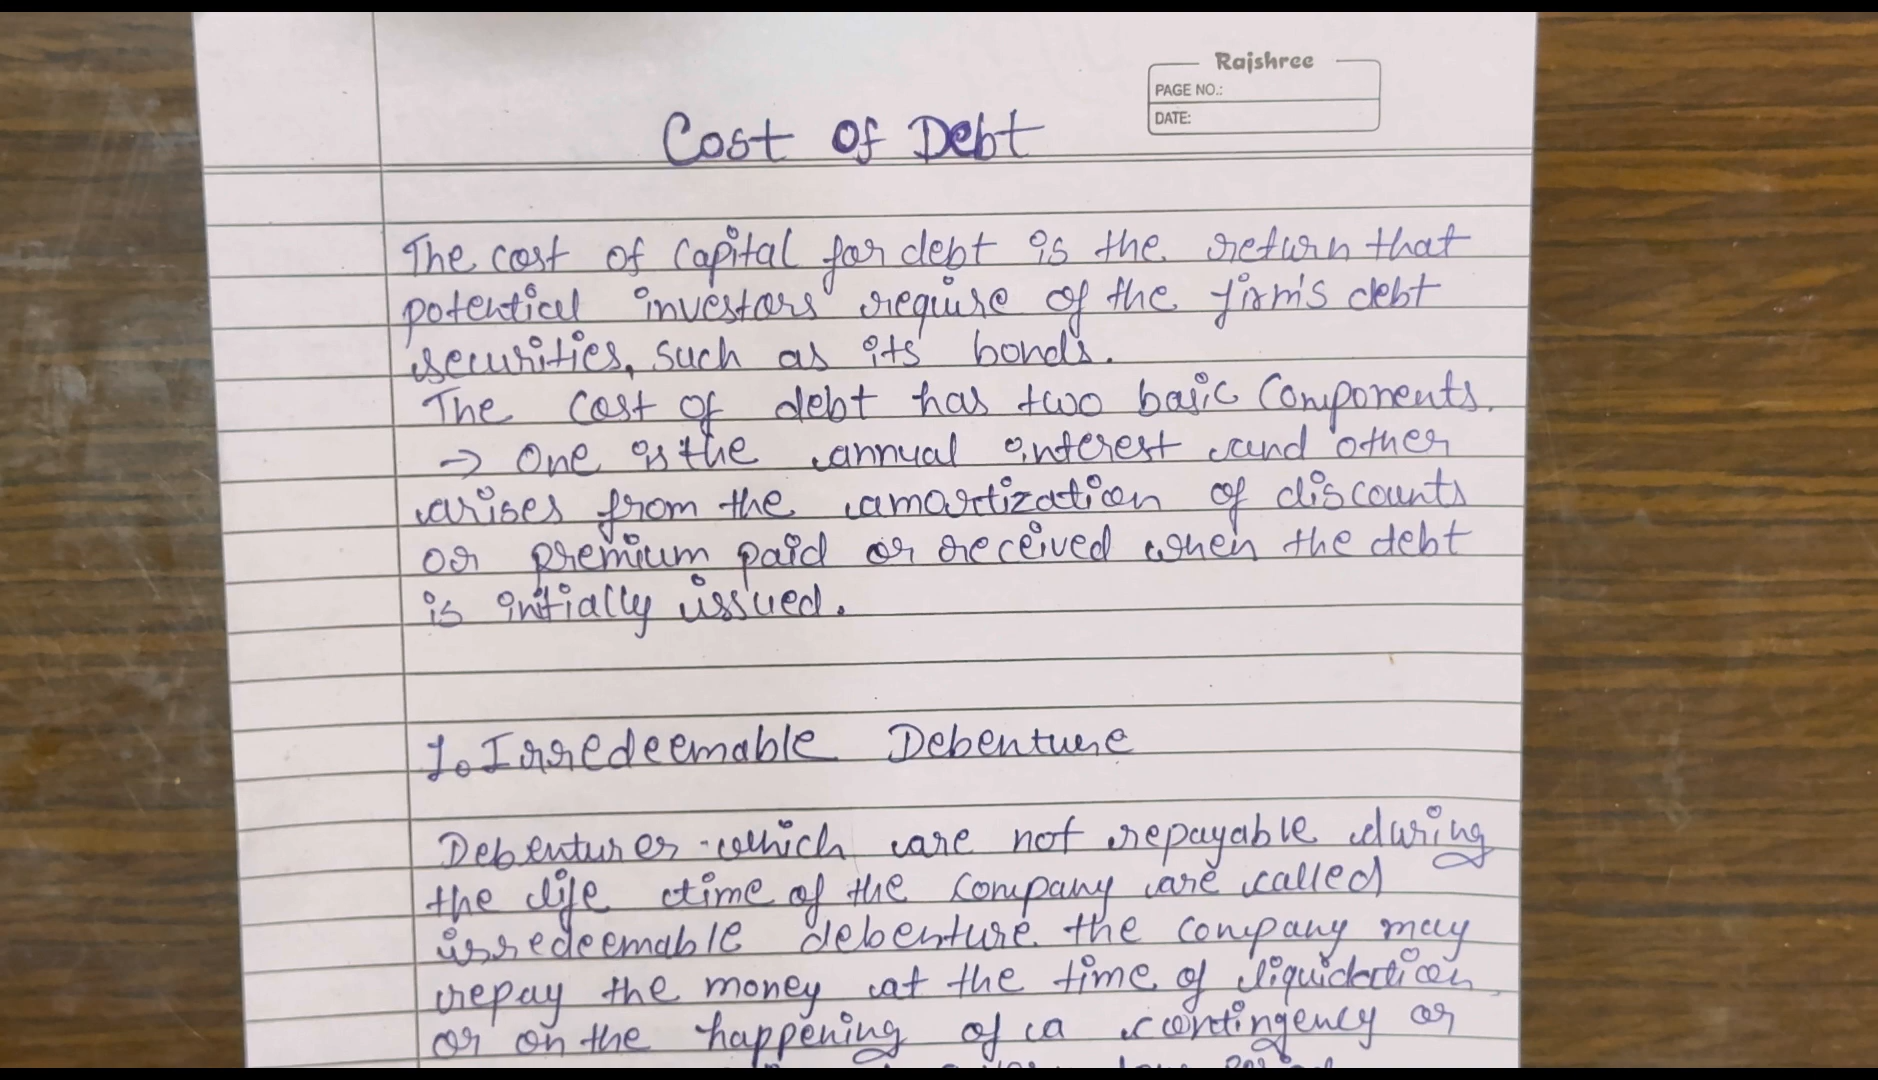 Rajshree
PAGE NO.:
DATE:
Cost of Debt
The cost of capital for debt is the return that
potential investors require of the firm's debt
securities, such as its bonds.
The cost of debt has two basic components.
→ One is the annual interest and other
arises from the amortization of discounts
or premium paid or received when the debt
is initially issued.
1. Irredeemable Debenture
Debentures which are not repayable during
the life time of the company are called
irredeemable debenture. the company may
repay the money at the time of liquidation
or on the happening of a contingency or